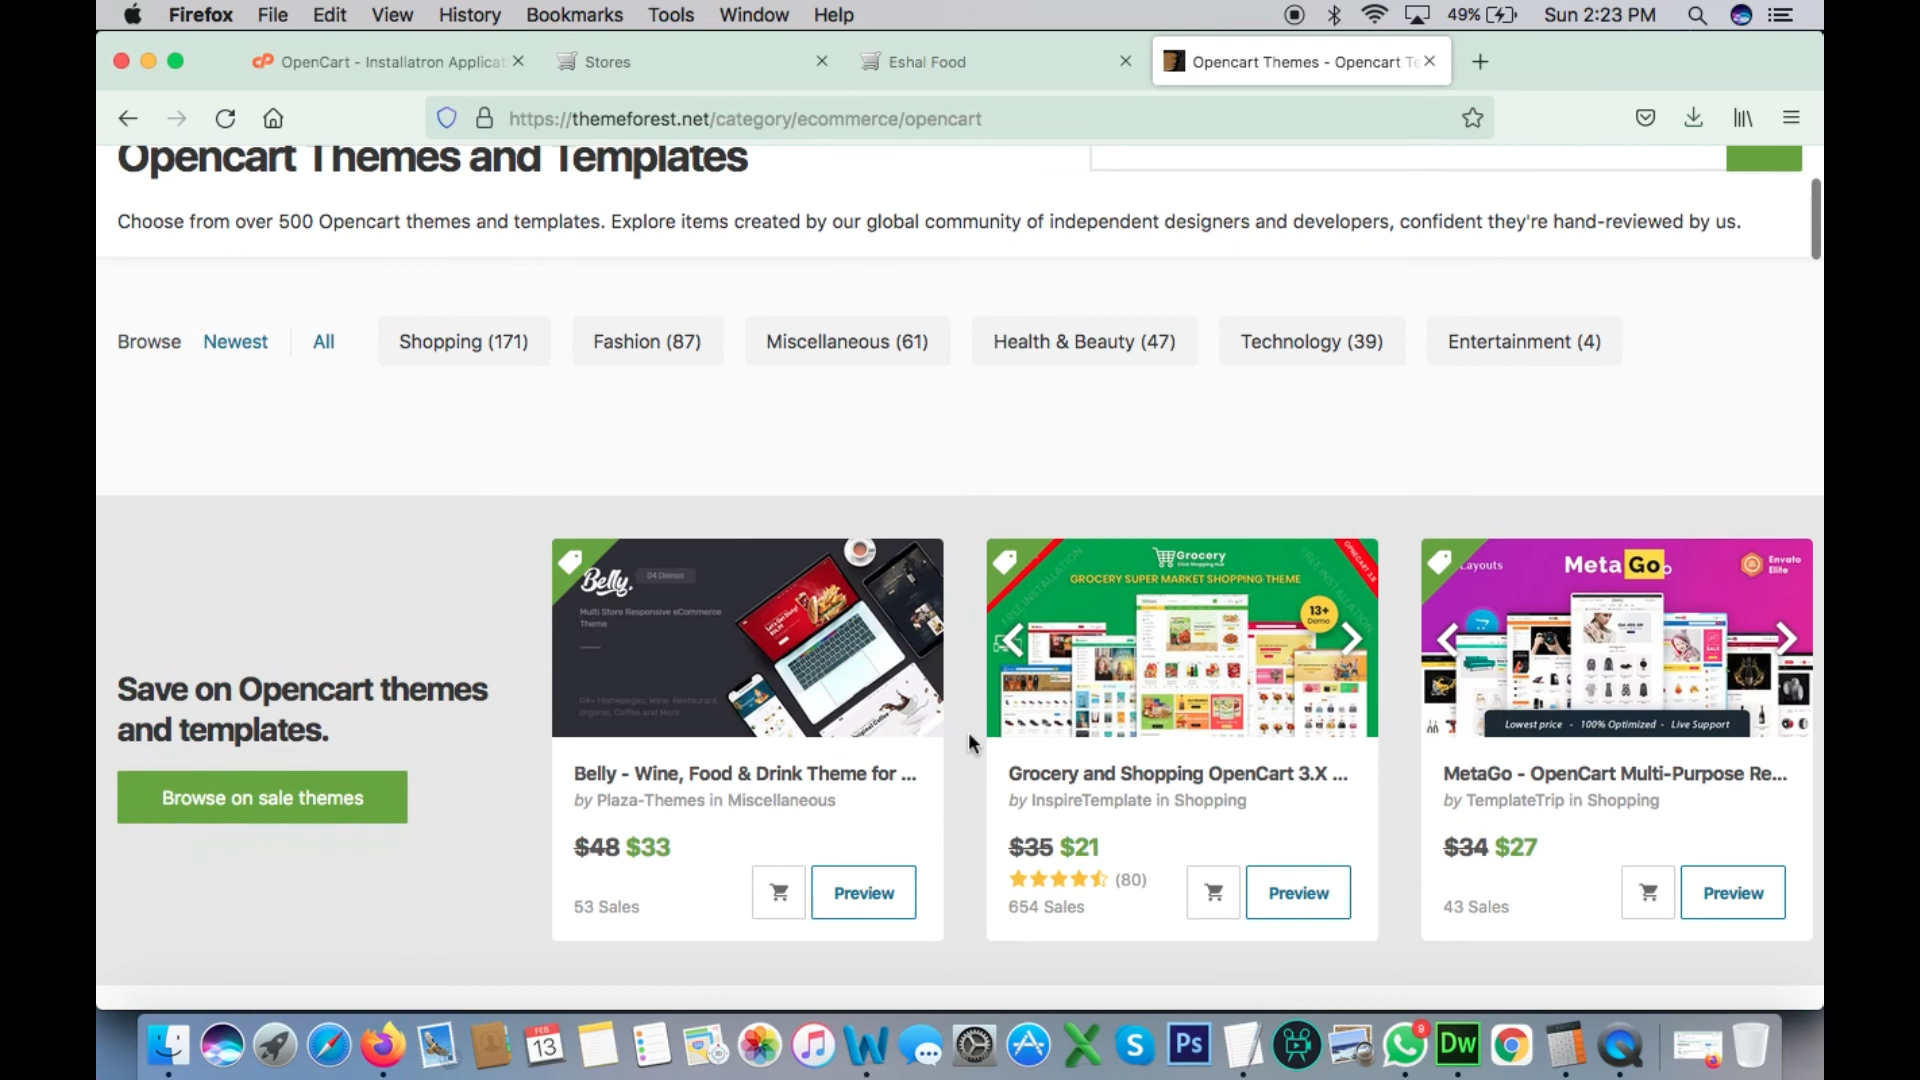 Firefox File Edit View History Bookmarks Tools Window Help 49% Sun 2:23 PM
OpenCart - Installatron Applicat
Stores
Eshal Food
Opencart Themes - Opencart Te
https://themeforest.net/category/ecommerce/opencart
Opencart Themes and Templates
Choose from over 500 Opencart themes and templates. Explore items created by our global community of independent designers and developers, confident they're hand-reviewed by us.
Browse Newest All Shopping (171) Fashion (87) Miscellaneous (61) Health & Beauty (47) Technology (39) Entertainment (4)
Save on Opencart themes
and templates.
Browse on sale themes
Belly.
04 Demos
Multi Store Responsive eCommerce
Theme
Belly - Wine, Food & Drink Theme for ...
by Plaza-Themes in Miscellaneous
$48 $33
53 Sales
Preview
Grocery
GROCERY SUPER MARKET SHOPPING THEME
FREE INSTALLATION
13+
Demo
Grocery and Shopping OpenCart 3.X ...
by InspireTemplate in Shopping
$35 $21
(80)
654 Sales
Preview
Layouts
MetaGo
Envato
Elite
Lowest price - 100% Optimized - Live Support
MetaGo - OpenCart Multi-Purpose Re...
by TemplateTrip in Shopping
$34 $27
43 Sales
Preview
FEB
13
Ps
9
Dw